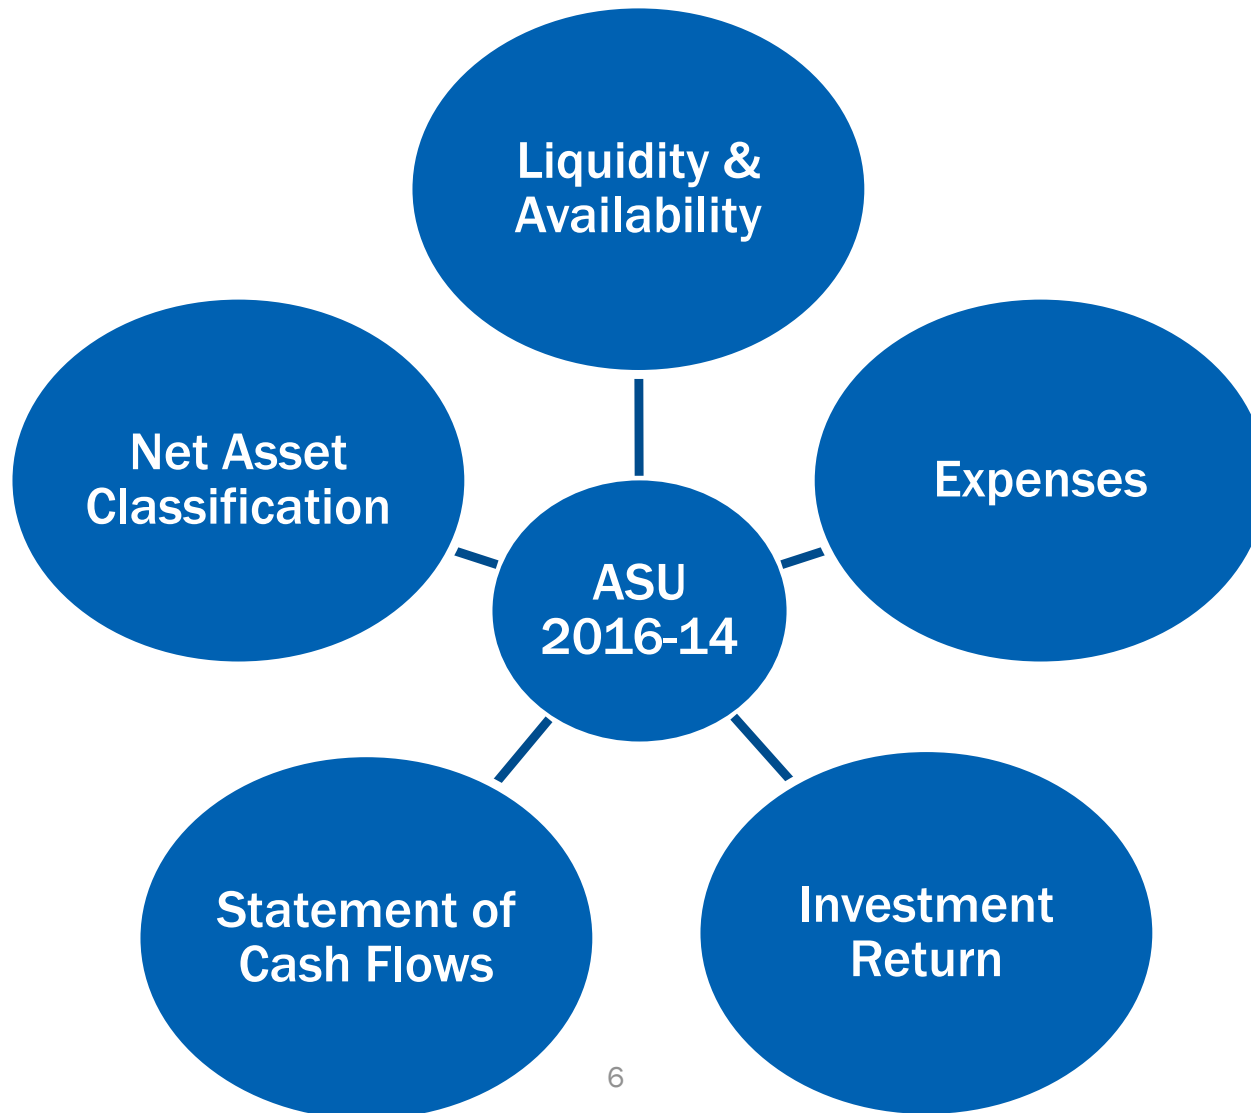 Liquidity &
Availability
Net Asset
Classification
Expenses
ASU
2016-14
Statement of
Cash Flows
Investment
Return
6